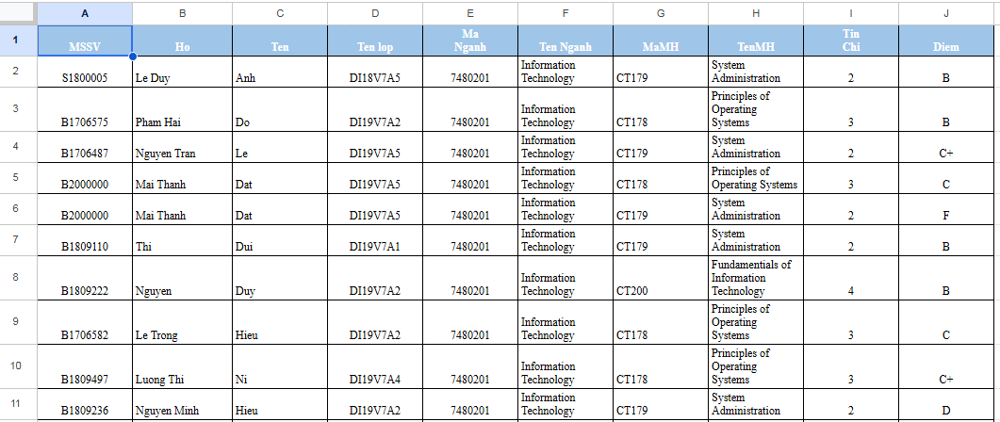 A B C D E F G H I J
1 MSSV Ho Ten Ten lop Ma Nganh Ten Nganh MaMH TenMH Tin Chi Diem
2 S1800005 Le Duy Anh DI18V7A5 7480201 Information Technology CT179 System Administration 2 B
3 B1706575 Pham Hai Do DI19V7A2 7480201 Information Technology CT178 Principles of Operating Systems 3 B
4 B1706487 Nguyen Tran Le DI19V7A5 7480201 Information Technology CT179 System Administration 2 C+
5 B2000000 Mai Thanh Dat DI19V7A5 7480201 Information Technology CT178 Principles of Operating Systems 3 C
6 B2000000 Mai Thanh Dat DI19V7A5 7480201 Information Technology CT179 System Administration 2 F
7 B1809110 Thi Dui DI19V7A1 7480201 Information Technology CT179 System Administration 2 B
8 B1809222 Nguyen Duy DI19V7A2 7480201 Information Technology CT200 Fundamentals of Information Technology 4 B
9 B1706582 Le Trong Hieu DI19V7A2 7480201 Information Technology CT178 Principles of Operating Systems 3 C
10 B1809497 Luong Thi Ni DI19V7A4 7480201 Information Technology CT178 Principles of Operating Systems 3 C+
11 B1809236 Nguyen Minh Hieu DI19V7A2 7480201 Information Technology CT179 System Administration 2 D